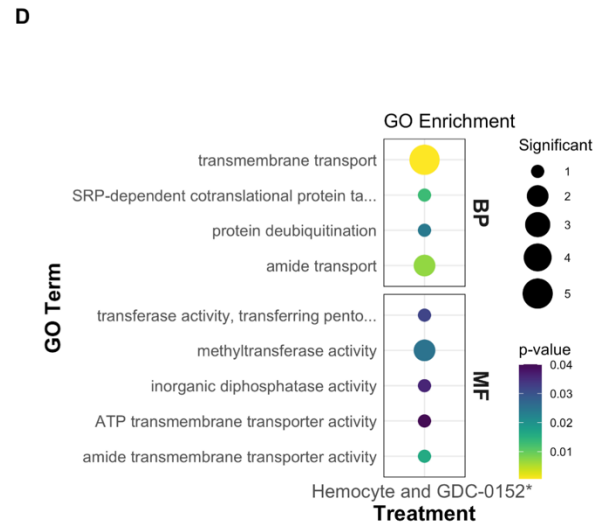 D
GO Enrichment
GO Term
transmembrane transport
SRP-dependent cotranslational protein ta...
protein deubiquitination
amide transport
BP
transferase activity, transferring pento...
methyltransferase activity
inorganic diphosphatase activity
ATP transmembrane transporter activity
amide transmembrane transporter activity
MF
Hemocyte and GDC-0152*
Treatment
Significant
1
2
3
4
5
p-value
0.04
0.03
0.02
0.01